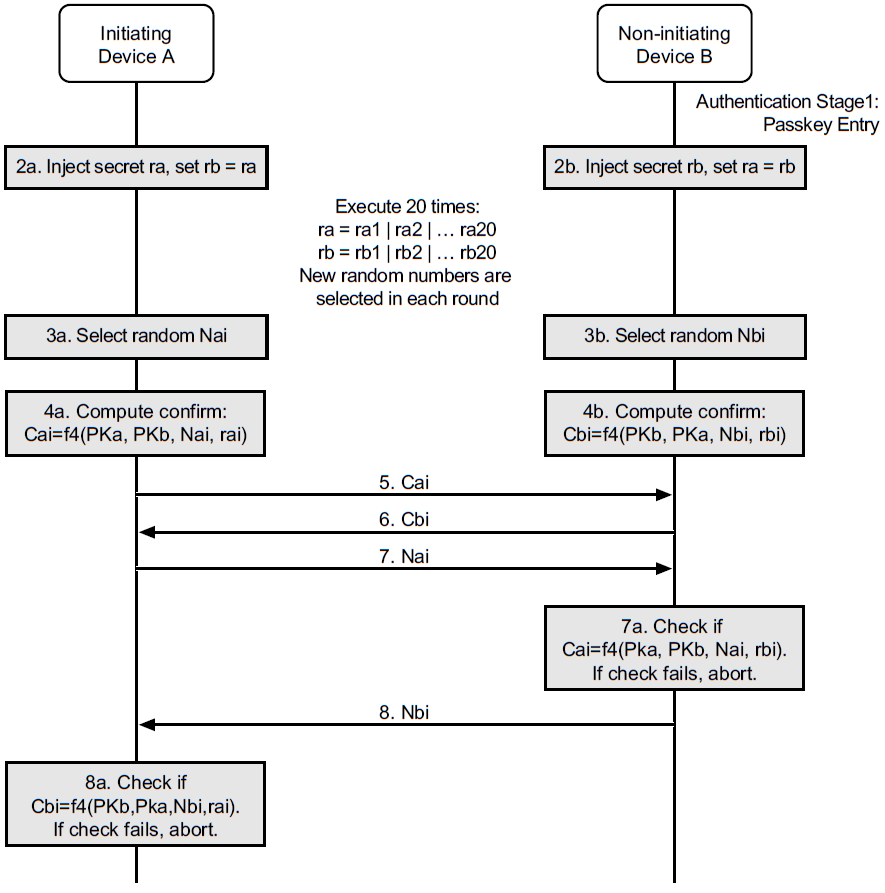 Initiating
Device A
Non-initiating
Device B
Authentication Stage1:
Passkey Entry
2a. Inject secret ra, set rb = ra
2b. Inject secret rb, set ra = rb
Execute 20 times:
ra = ra1 | ra2 | … ra20
rb = rb1 | rb2 | … rb20
New random numbers are
selected in each round
3a. Select random Nai
3b. Select random Nbi
4a. Compute confirm:
Cai=f4(PKa, PKb, Nai, rai)
4b. Compute confirm:
Cbi=f4(PKb, PKa, Nbi, rbi)
5. Cai
6. Cbi
7. Nai
7a. Check if
Cai=f4(Pka, PKb, Nai, rbi).
If check fails, abort.
8. Nbi
8a. Check if
Cbi=f4(PKb,Pka,Nbi,rai).
If check fails, abort.